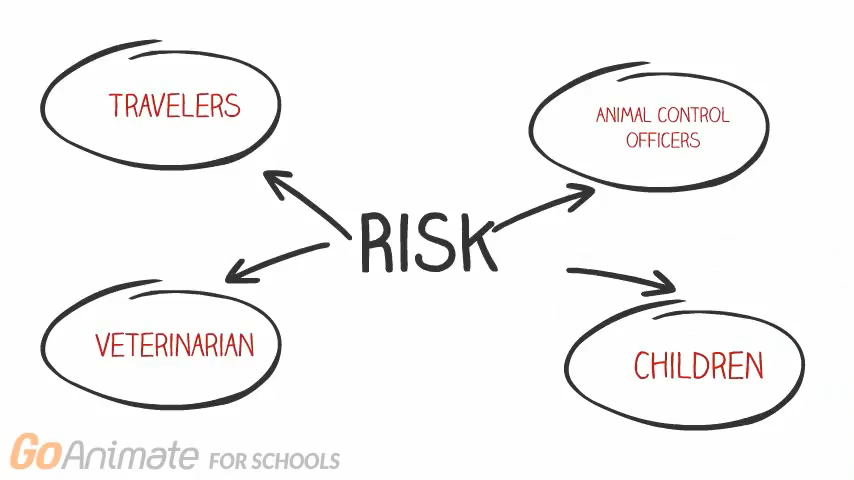 TRAVELERS
ANIMAL CONTROL
OFFICERS
RISK
VETERINARIAN
CHILDREN
GoAnimate FOR SCHOOLS